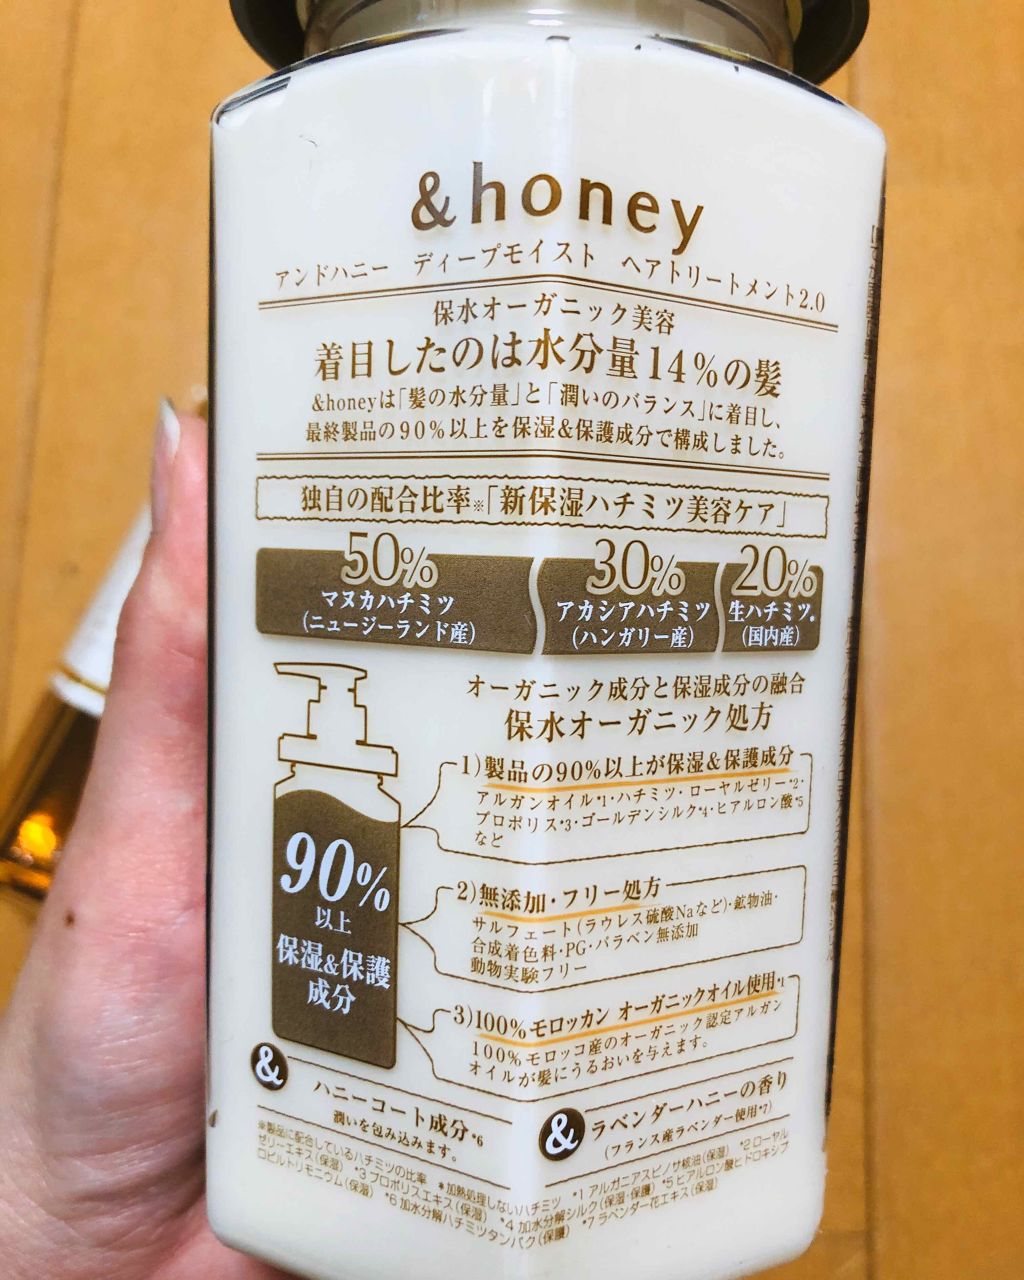 &honey
アンドハニー ディープモイスト ヘアトリートメント2.0
保水オーガニック美容
着目したのは水分量14%の髪
&honeyは「髪の水分量」と「潤いのバランス」に着目し、
最終製品の90%以上を保湿&保護成分で構成しました。
独自の配合比率※「新保湿ハチミツ美容ケア」
50% 30% 20%
マヌカハチミツ アカシアハチミツ 生ハチミツ*
(ニュージーランド産) (ハンガリー産) (国内産)
オーガニック成分と保湿成分の融合
保水オーガニック処方
1)製品の90%以上が保湿&保護成分
アルガンオイル*1・ハチミツ・ローヤルゼリー*2・
プロポリス*3・ゴールデンシルク*4・ヒアルロン酸*5
など
90%
以上
保湿&保護
成分
2)無添加・フリー処方
サルフェート(ラウレス硫酸Naなど)・鉱物油・
合成着色料・PG・パラベン無添加
動物実験フリー
3)100%モロッカン オーガニックオイル使用*1
100%モロッコ産のオーガニック認定アルガン
オイルが髪にうるおいを与えます。
& ハニーコート成分*6
潤いを包み込みます。
& ラベンダーハニーの香り
(フランス産ラベンダー使用*7)
※製品に配合しているハチミツの比率 *加熱処理しないハチミツ *1 アルガニアスピノサ核油(保湿) *2 ローヤル
ゼリーエキス(保湿) *3 プロポリスエキス(保湿) *4 加水分解シルク(保湿・保護) *5 ヒアルロン酸ヒドロキシプ
ロピルトリモニウム(保湿) *6 加水分解ハチミツタンパク(保護) *7 ラベンダー花エキス(保湿)